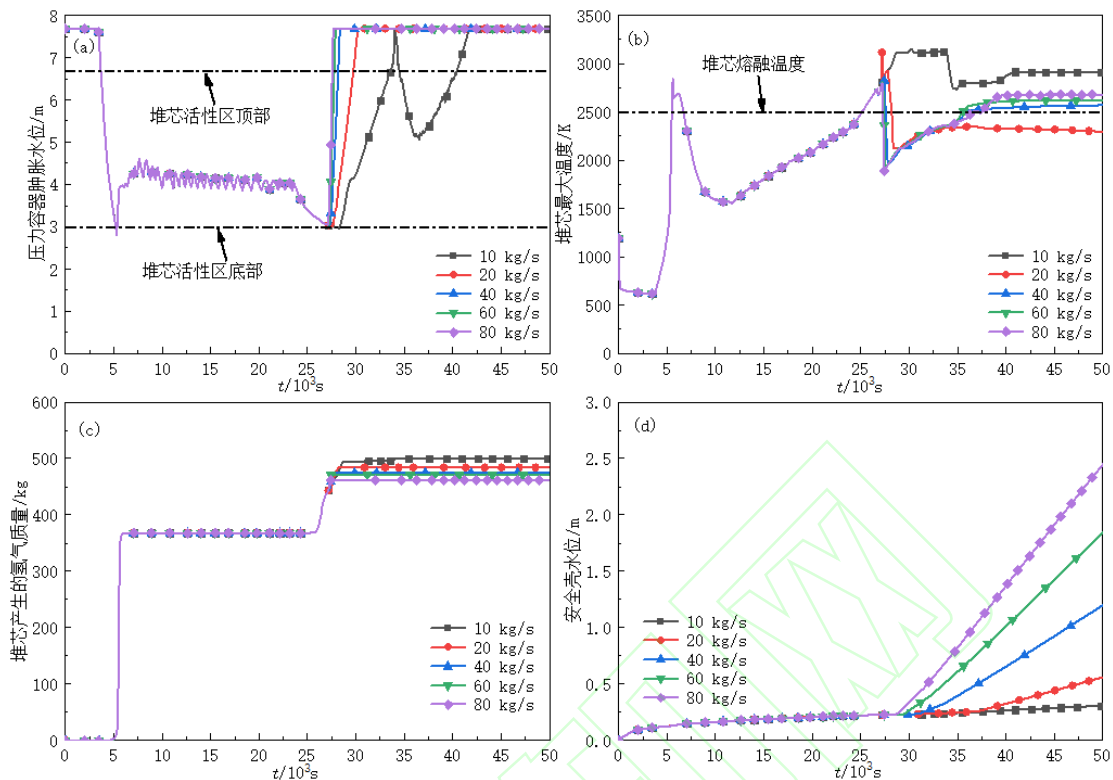 (a)
压力容器肿胀水位/m
8
7
6
5
4
3
2
1
0
堆芯活性区顶部
堆芯活性区底部
10 kg/s
20 kg/s
40 kg/s
60 kg/s
80 kg/s
0 5 10 15 20 25 30 35 40 45 50
t/10³s
(b)
堆芯最大温度/K
3500
3000
2500
2000
1500
1000
500
0
堆芯熔融温度
10 kg/s
20 kg/s
40 kg/s
60 kg/s
80 kg/s
0 5 10 15 20 25 30 35 40 45 50
t/10³s
(c)
堆芯产生的氢气质量/kg
600
500
400
300
200
100
0
10 kg/s
20 kg/s
40 kg/s
60 kg/s
80 kg/s
0 5 10 15 20 25 30 35 40 45 50
t/10³s
(d)
安全壳水位/m
3.0
2.5
2.0
1.5
1.0
0.5
0.0
10 kg/s
20 kg/s
40 kg/s
60 kg/s
80 kg/s
0 5 10 15 20 25 30 35 40 45 50
t/10³s